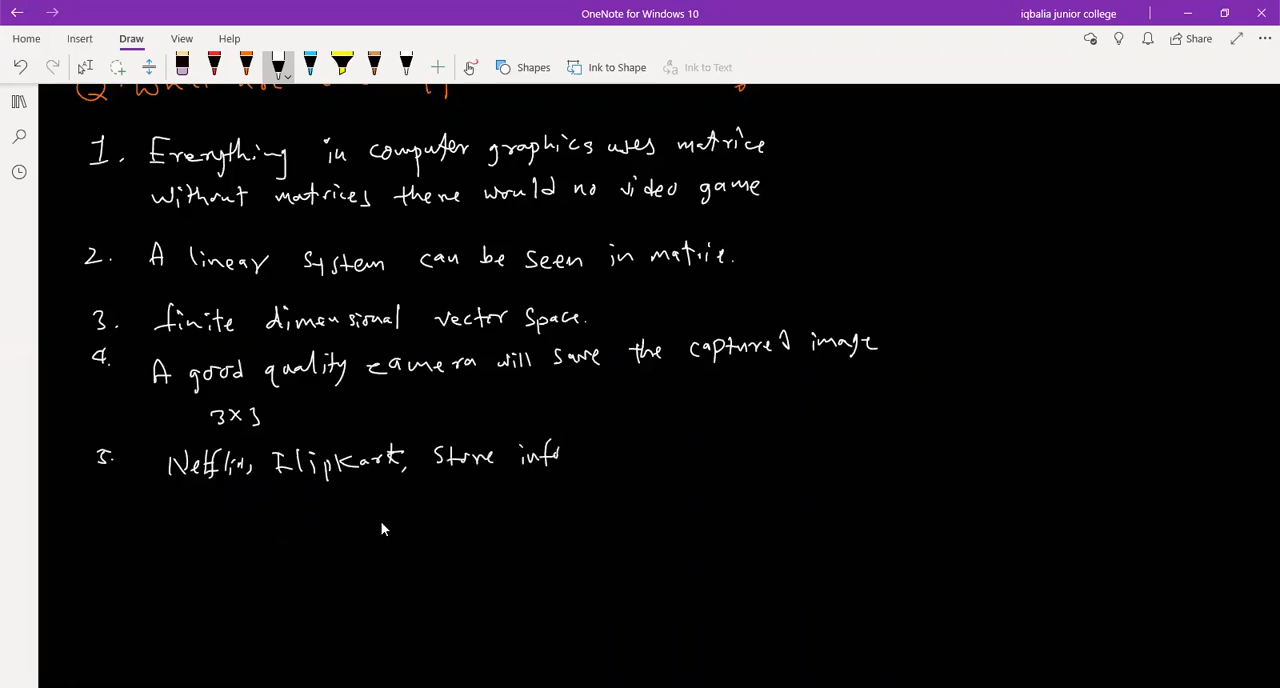 OneNote for Windows 10
iqbalia junior college
Home
Insert
Draw
View
Help
Share
Shapes
Ink to Shape
Ink to Text
1. Everything in computer graphics uses matrice
without matrices there would no video game
2. A linear system can be seen in matrix.
3. finite dimensional vector space.
4. A good quality camera will save the captured image
3×3
5. Netflix, FlipKart, Store info